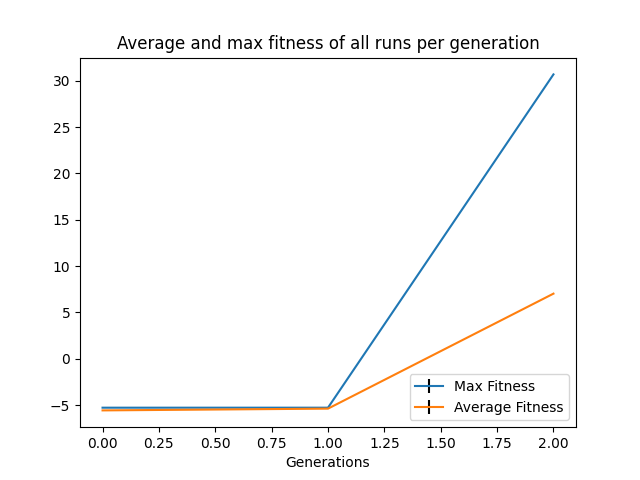 Average and max fitness of all runs per generation
30
25
20
15
10
5
0
−5
Max Fitness
Average Fitness
0.00 0.25 0.50 0.75 1.00 1.25 1.50 1.75 2.00
Generations